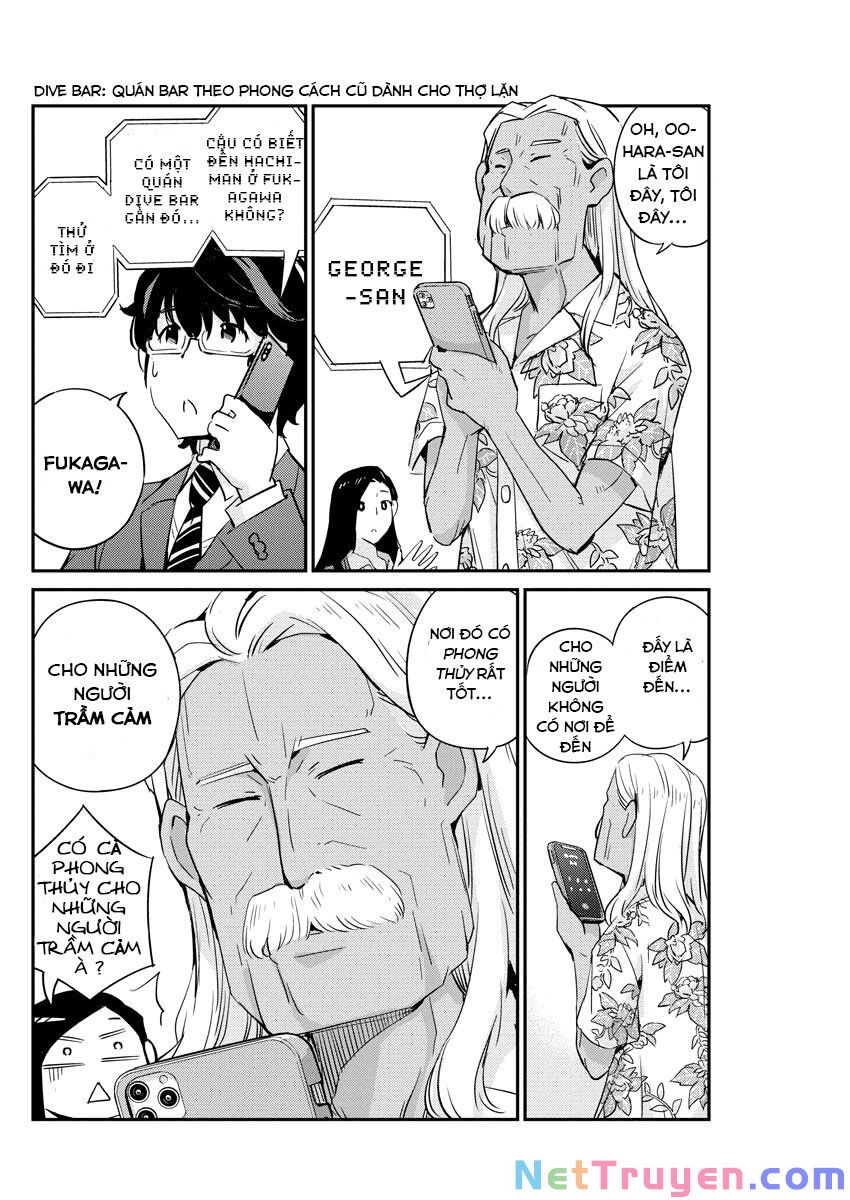 DIVE BAR: QUÁN BAR THEO PHONG CÁCH CŨ DÀNH CHO THỢ LẶN
OH, OO-
HARA-SAN
LÀ TÔI
ĐÂY, TÔI
ĐÂY...
GEORGE
-SAN
CẬU CÓ BIẾT
ĐẾN HACHI-
MAN Ở FUK-
AGAWA
KHÔNG?
CÓ MỘT
QUÁN
DIVE BAR
GẦN ĐÓ...
THỬ
TÌM Ở
ĐÓ ĐI
FUKAGA-
WA!
ĐẤY LÀ
ĐIỂM
ĐẾN...
CHO
NHỮNG
NGƯỜI
KHÔNG
CÓ NƠI ĐỂ
ĐẾN
NƠI ĐÓ CÓ
PHONG
THỦY RẤT
TỐT...
CHO NHỮNG
NGƯỜI
TRẦM CẢM
CÓ CẢ
PHONG
THỦY CHO
NHỮNG
NGƯỜI
TRẦM CẢM
À ?
NetTruyen.com